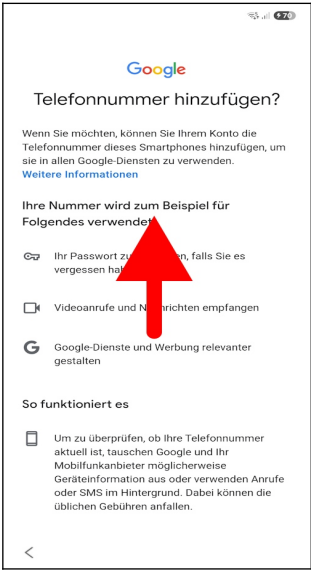 70
Google
Telefonnummer hinzufügen?
Wenn Sie möchten, können Sie Ihrem Konto die
Telefonnummer dieses Smartphones hinzufügen, um
sie in allen Google-Diensten zu verwenden.
Weitere Informationen
Ihre Nummer wird zum Beispiel für
Folgendes verwendet
Ihr Passwort falls Sie es
vergessen
Videoanrufe und empfangen
G
Google-Dienste und Werbung relevanter
gestalten
So funktioniert es
Um zu überprüfen, ob Ihre Telefonnummer
aktuell ist, tauschen Google und Ihr
Mobilfunkanbieter möglicherweise
Geräteinformation aus oder verwenden Anrufe
oder SMS im Hintergrund. Dabei können die
üblichen Gebühren anfallen.